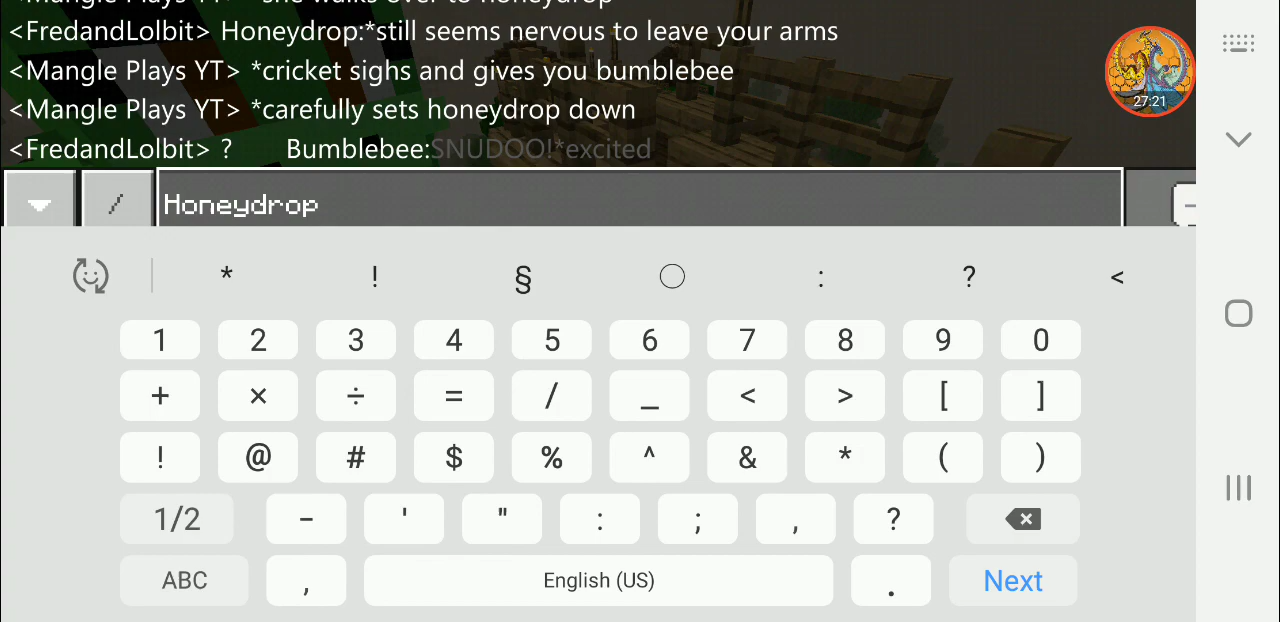 <FredandLolbit> Honeydrop:*still seems nervous to leave your arms
<Mangle Plays YT> *cricket sighs and gives you bumblebee
<Mangle Plays YT> *carefully sets honeydrop down
<FredandLolbit> ? Bumblebee:SNUDOO!*excited
27:21
/ Honeydrop -
* ! § ○ : ? <
1 2 3 4 5 6 7 8 9 0
+ × ÷ = / _ < > [ ]
! @ # $ % ^ & * ( )
1/2 - ' " : ; , ?
ABC , English (US) . Next